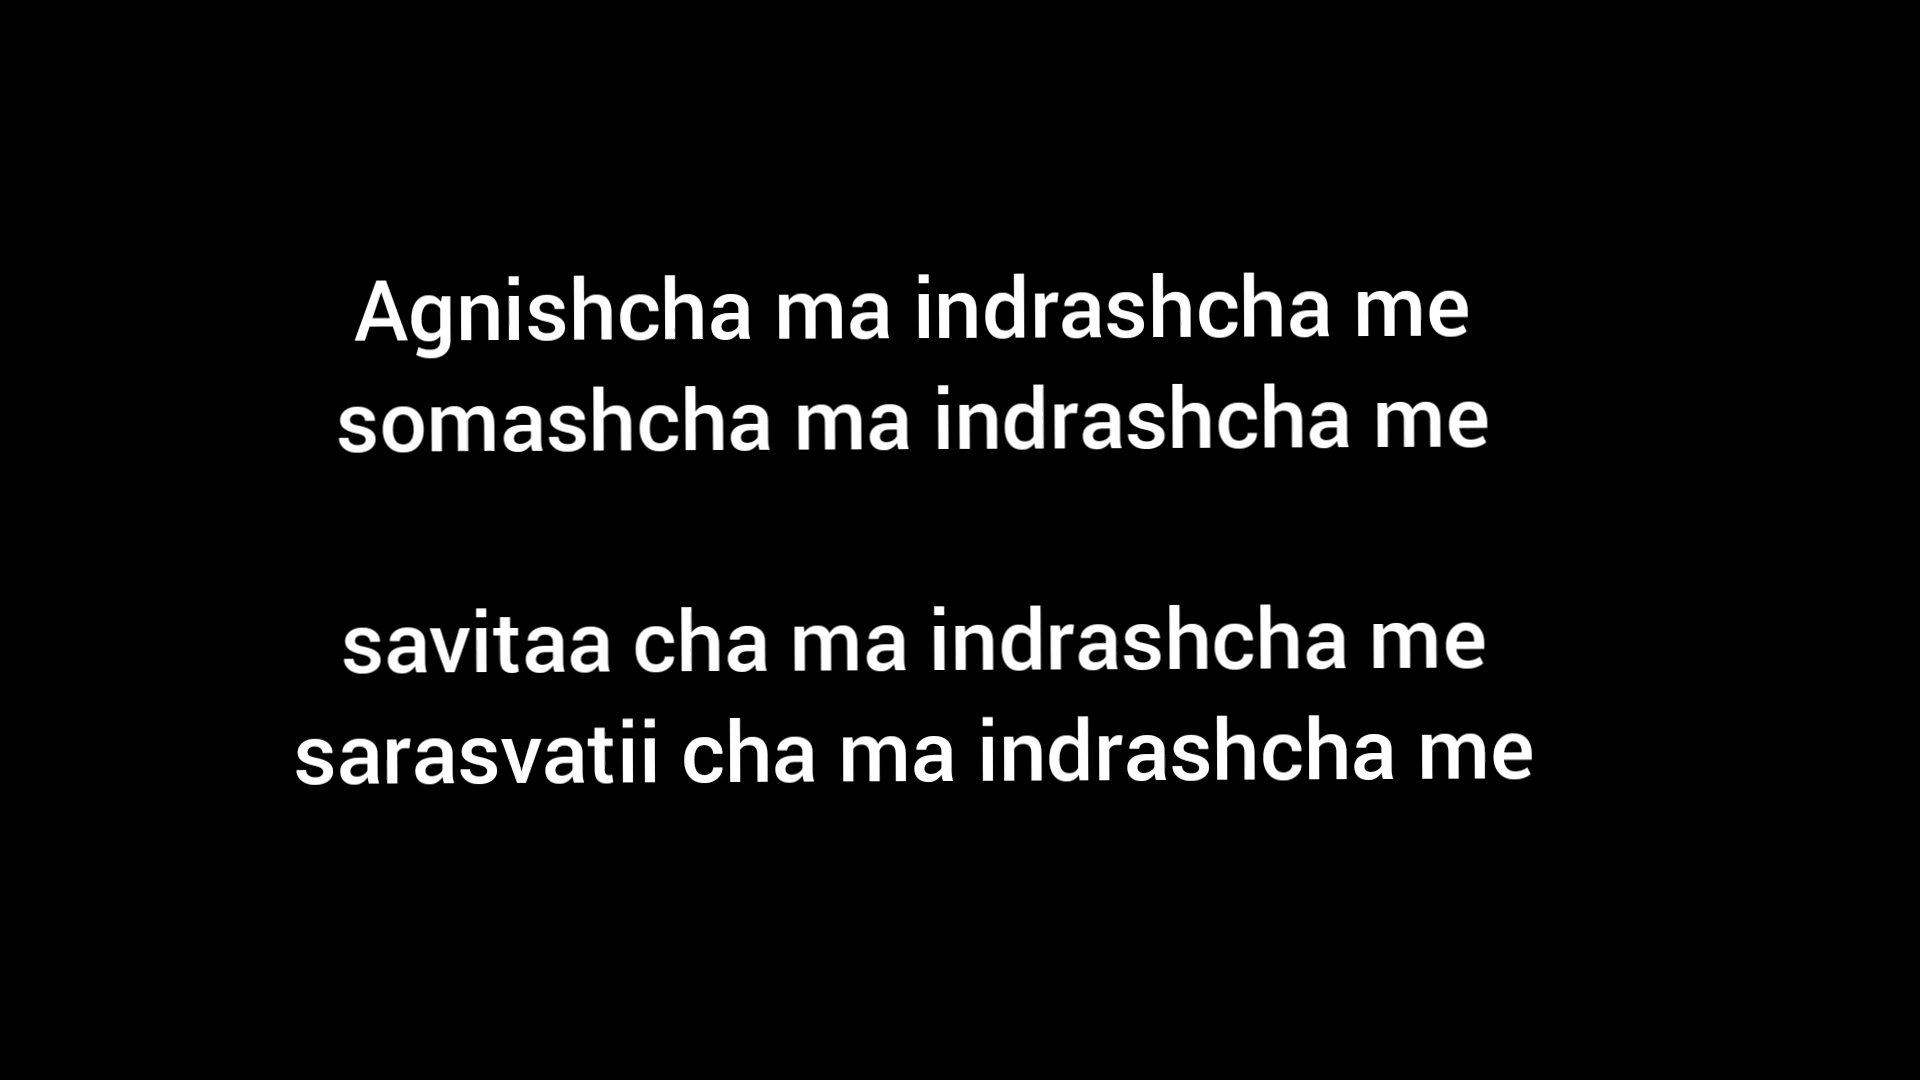 Agnishcha ma indrashcha me
somashcha ma indrashcha me
savitaa cha ma indrashcha me
sarasvatii cha ma indrashcha me